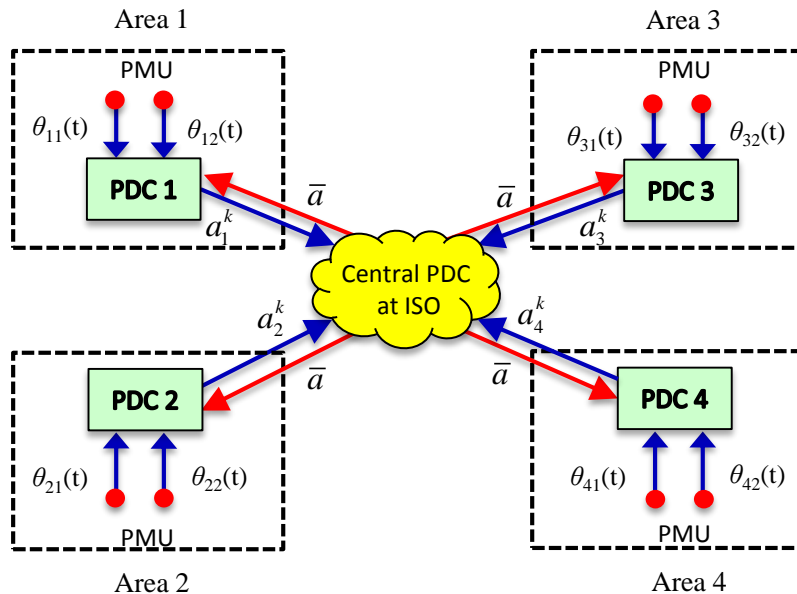 Area 1
PMU
θ₁₁(t)
θ₁₂(t)
PDC 1
a̅
a₁ᵏ
Area 3
PMU
θ₃₁(t)
θ₃₂(t)
PDC 3
a̅
a₃ᵏ
Central PDC
at ISO
a₂ᵏ
a̅
PDC 2
θ₂₁(t)
θ₂₂(t)
PMU
Area 2
a₄ᵏ
a̅
PDC 4
θ₄₁(t)
θ₄₂(t)
PMU
Area 4